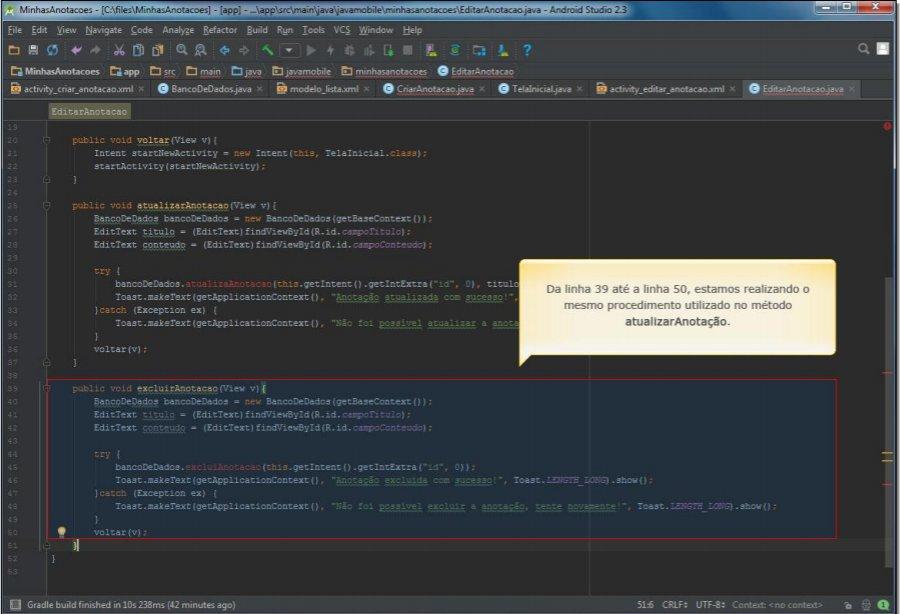 MinhasAnotacoes - [C:\files\MinhasAnotacoes] - [app] - ...\app\src\main\java\javamobile\minhasanotacoes\EditarAnotacao.java - Android Studio 2.3
File Edit View Navigate Code Analyze Refactor Build Run Tools VCS Window Help
MinhasAnotacoes app src main java javamobile minhasanotacoes EditarAnotacao
activity_criar_anotacao.xml BancoDeDados.java modelo_lista.xml CriarAnotacao.java TelaInicial.java activity_editar_anotacao.xml EditarAnotacao.java
EditarAnotacao
19
20 public void voltar(View v){
21 Intent startNewActivity = new Intent(this, TelaInicial.class);
22 startActivity(startNewActivity);
23 }
24
25 public void atualizarAnotacao(View v){
26 BancoDeDados bancoDeDados = new BancoDeDados(getBaseContext());
27 EditText titulo = (EditText)findViewById(R.id.campoTitulo);
28 EditText conteudo = (EditText)findViewById(R.id.campoConteudo);
29
30 try {
31 bancoDeDados.atualizaAnotacao(this.getIntent().getIntExtra("id", 0), titulo
32 Toast.makeText(getApplicationContext(), "Anotação atualizada com sucesso!",
33 }catch (Exception ex) {
34 Toast.makeText(getApplicationContext(), "Não foi possível atualizar a anota
35 }
36 voltar(v);
37 }
38
Da linha 39 até a linha 50, estamos realizando o
mesmo procedimento utilizado no método
atualizarAnotação.
39 public void excluirAnotacao(View v){
40 BancoDeDados bancoDeDados = new BancoDeDados(getBaseContext());
41 EditText titulo = (EditText)findViewById(R.id.campoTitulo);
42 EditText conteudo = (EditText)findViewById(R.id.campoConteudo);
43
44 try {
45 bancoDeDados.excluiAnotacao(this.getIntent().getIntExtra("id", 0));
46 Toast.makeText(getApplicationContext(), "Anotação excluida com sucesso!", Toast.LENGTH_LONG).show();
47 }catch (Exception ex) {
48 Toast.makeText(getApplicationContext(), "Não foi possível excluir a anotação, tente novamente!", Toast.LENGTH_LONG).show();
49 }
50 voltar(v);
51 }
52 }
53
Gradle build finished in 10s 238ms (42 minutes ago) 51:6 CRLF UTF-8 Context: <no context> 1